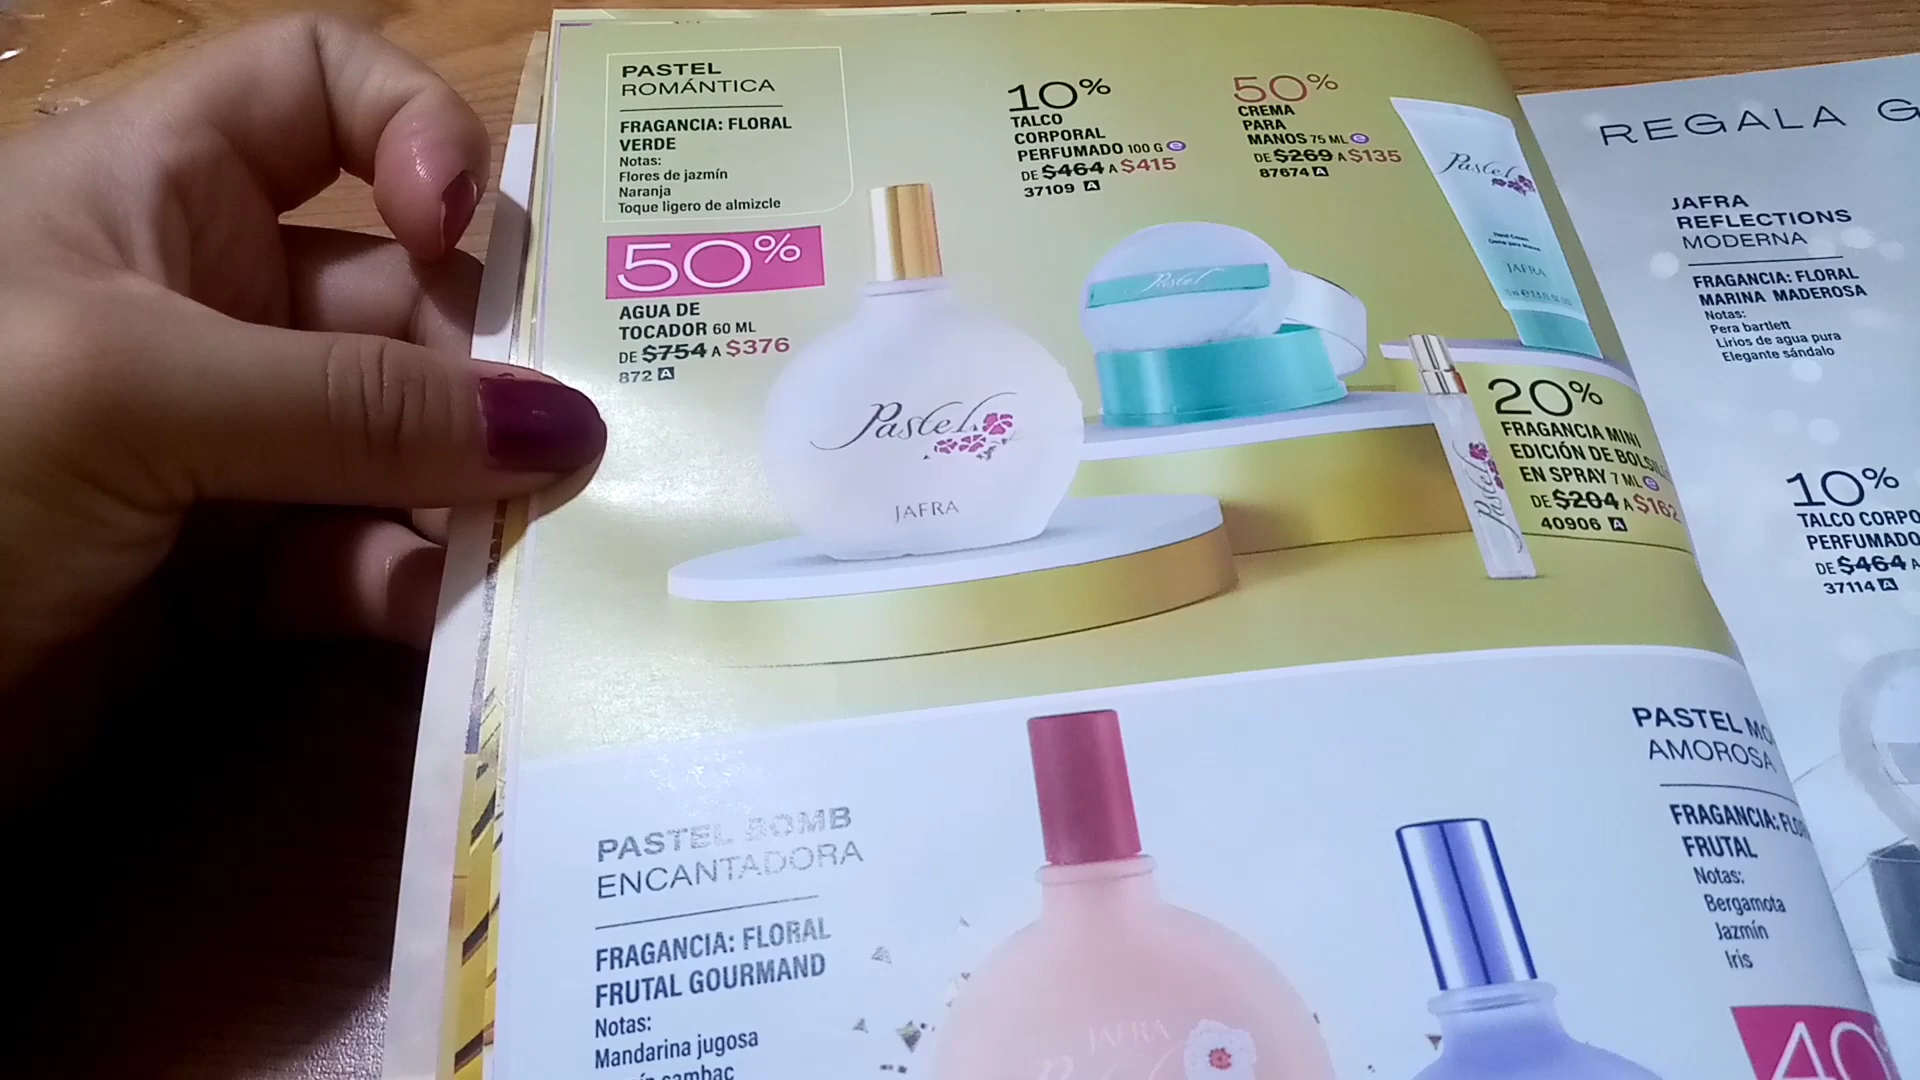 PASTEL
ROMÁNTICA
FRAGANCIA: FLORAL
VERDE
Notas:
Flores de jazmín
Naranja
Toque ligero de almizcle
50%
AGUA DE
TOCADOR 60 ML
DE $754 A $376
872 A
10%
TALCO
CORPORAL
PERFUMADO 100 G
DE $464 A $415
37109 A
50%
CREMA
PARA
MANOS 75 ML
DE $269 A $135
87674 A
Pastel
JAFRA
Pastel
Pastel
JAFRA
Pastel
20%
FRAGANCIA MINI
EDICIÓN DE
EN SPRAY 7 ML
DE $204 A $162
40906 A
PASTEL BOMB
ENCANTADORA
FRAGANCIA: FLORAL
FRUTAL GOURMAND
Notas:
Mandarina jugosa
sambac
JAFRA
PASTEL
AMOROSA
FRAGANCIA:
FRUTAL
Notas:
Bergamota
Jazmín
Iris
40
REGALA G
JAFRA
REFLECTIONS
MODERNA
FRAGANCIA: FLORAL
MARINA MADEROSA
Notas:
Pera bartlett
Lirios de agua pura
Elegante sándalo
10%
TALCO CORPO
PERFUMADO
DE $464 A
37114 A